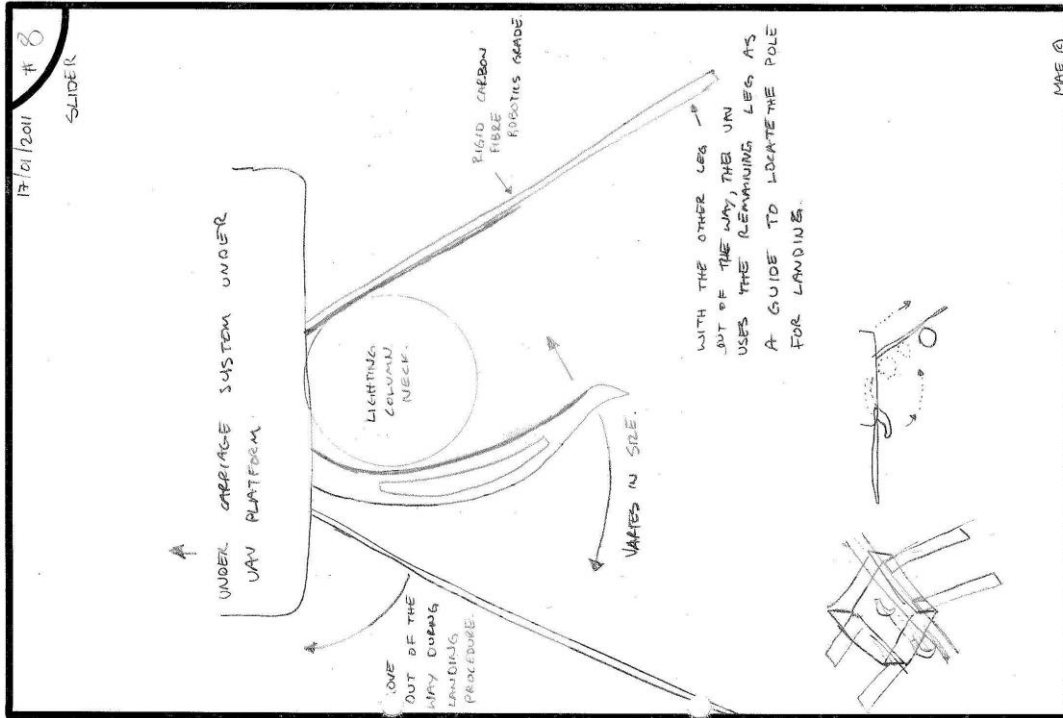 17/01/2011 # 8
SLIDER
UNDER CARRIAGE SYSTEM UNDER
UAV PLATFORM
RIGID CARBON
FIBRE
ROBOTICS GRADE.
LIGHTING
COLUMN
NECK.
OVE
OUT OF THE
WAY DURING
LANDING
PROCEDURE.
VARIES IN SIZE.
WITH THE OTHER LEG
OUT OF THE WAY, THE UAV
USES THE REMAINING LEG AS
A GUIDE TO LOCATE THE POLE
FOR LANDING.
MAE